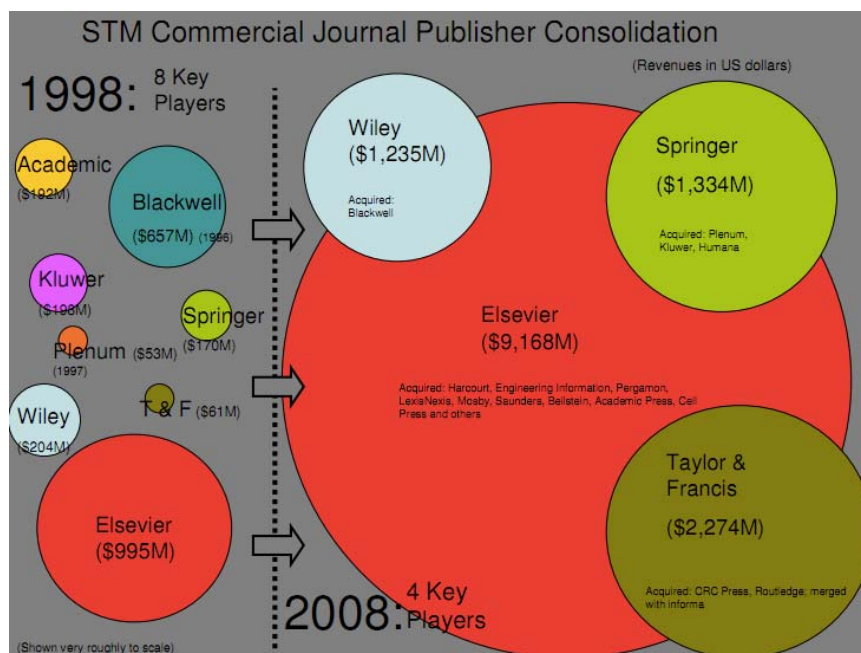 STM Commercial Journal Publisher Consolidation
(Revenues in US dollars)
1998: 8 Key
Players
Academic
($192M)
Blackwell
($657M) (1996)
Kluwer
($198M)
Springer
($170M)
Plenum ($53M)
(1997)
T & F ($61M)
Wiley
($204M)
Elsevier
($995M)
(Shown very roughly to scale)
Wiley
($1,235M)
Acquired:
Blackwell
Springer
($1,334M)
Acquired: Plenum,
Kluwer, Humana
Elsevier
($9,168M)
Acquired: Harcourt, Engineering Information, Pergamon,
LexisNexis, Mosby, Saunders, Beilstein, Academic Press, Cell
Press and others
Taylor &
Francis
($2,274M)
Acquired: CRC Press, Routledge; merged
with informa
2008: 4 Key
Players